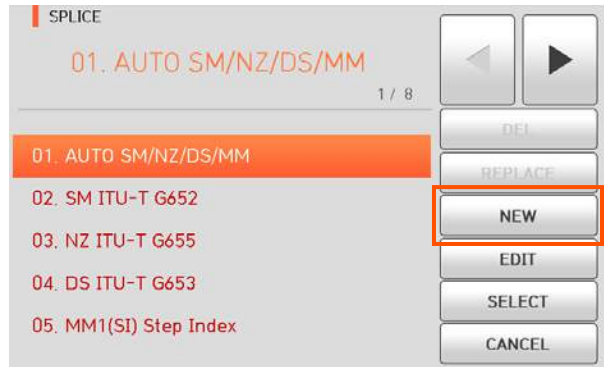 SPLICE
01. AUTO SM/NZ/DS/MM
1 / 8
01. AUTO SM/NZ/DS/MM
02. SM ITU-T G652
03. NZ ITU-T G655
04. DS ITU-T G653
05. MM1(SI) Step Index
DEL
REPLACE
NEW
EDIT
SELECT
CANCEL